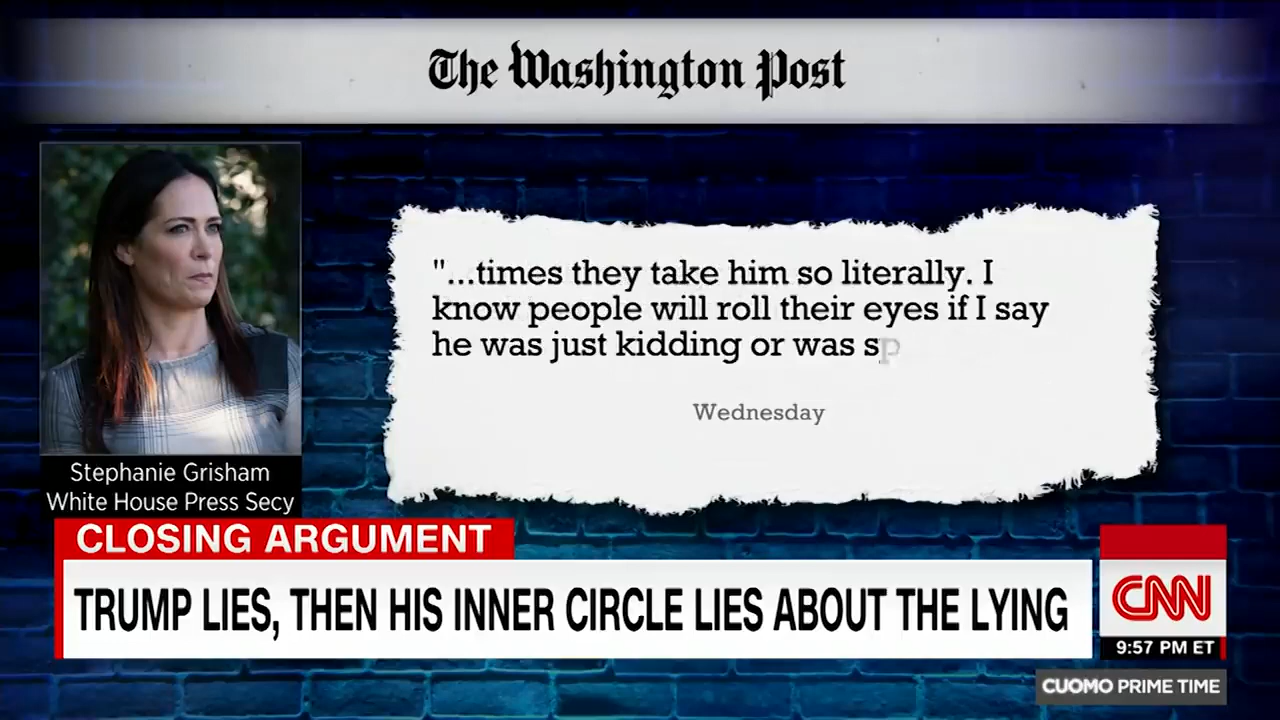 The Washington Post
"...times they take him so literally. I
know people will roll their eyes if I say
he was just kidding or was sp
Wednesday
Stephanie Grisham
White House Press Secy
CLOSING ARGUMENT
TRUMP LIES, THEN HIS INNER CIRCLE LIES ABOUT THE LYING
CNN
9:57 PM ET
CUOMO PRIME TIME